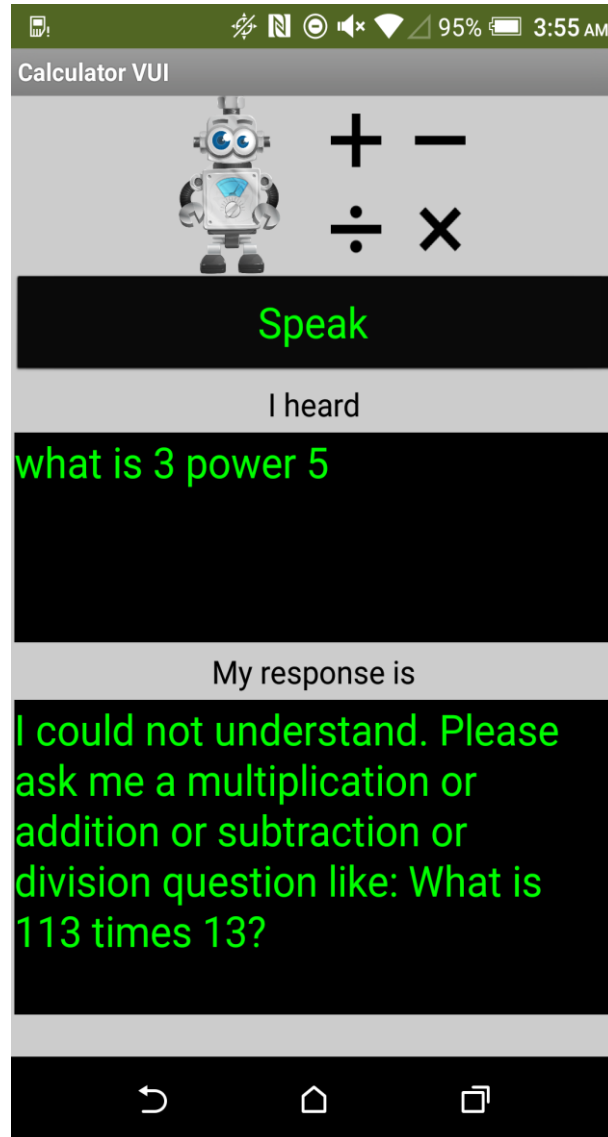 95% 3:55 AM
Calculator VUI
+ −
÷ ×
Speak
I heard
what is 3 power 5
My response is
I could not understand. Please
ask me a multiplication or
addition or subtraction or
division question like: What is
113 times 13?